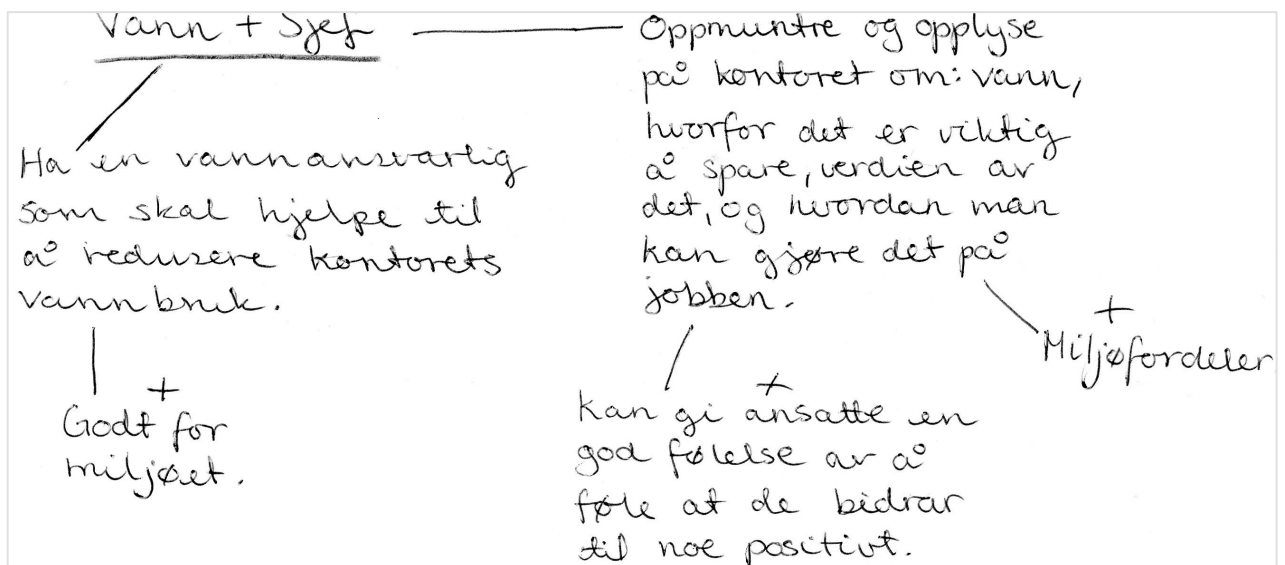 Vann + Sjef
Oppmuntre og opplyse
på kontoret om: vann,
hvorfor det er viktig
å spare, verdien av
det, og hvordan man
kan gjøre det på
jobben.
Ha en vannansvarlig
som skal hjelpe til
å redusere kontorets
vannbruk.
+
Godt for
miljøet.
+
Kan gi ansatte en
god følelse av å
føle at de bidrar
til noe positivt.
+
Miljøfordeler